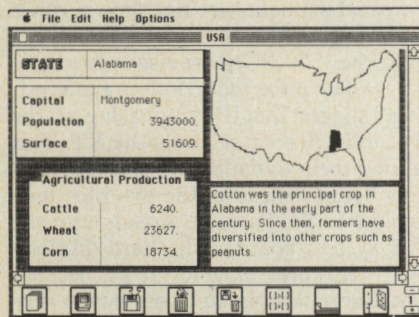 File Edit Help Options
USA
STATE Alabama
Capital Montgomery
Population 3943000.
Surface 51609.
Agricultural Production
Cattle 6240.
Wheat 23627.
Corn 18734.
Cotton was the principal crop in
Alabama in the early part of the
century. Since then, farmers have
diversified into other crops such as
peanuts.